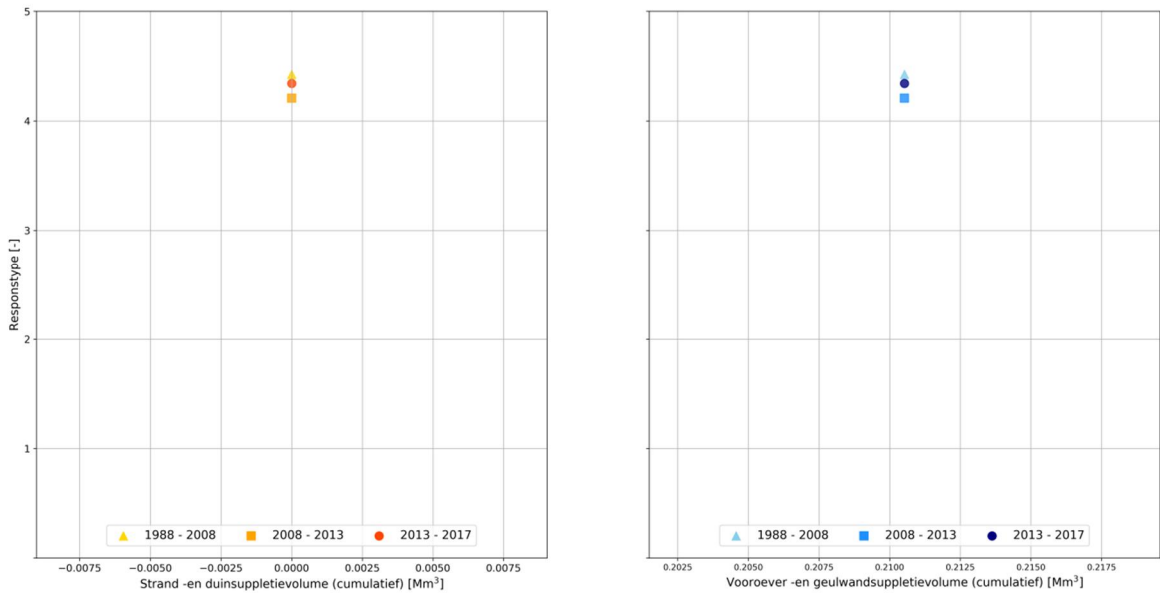 5
4
3
2
1
Responstype [-]
1988 - 2008 2008 - 2013 2013 - 2017
−0.0075 −0.0050 −0.0025 0.0000 0.0025 0.0050 0.0075
Strand -en duinsuppletievolume (cumulatief) [Mm³]
1988 - 2008 2008 - 2013 2013 - 2017
0.2025 0.2050 0.2075 0.2100 0.2125 0.2150 0.2175
Vooroever -en geulwandsuppletievolume (cumulatief) [Mm³]